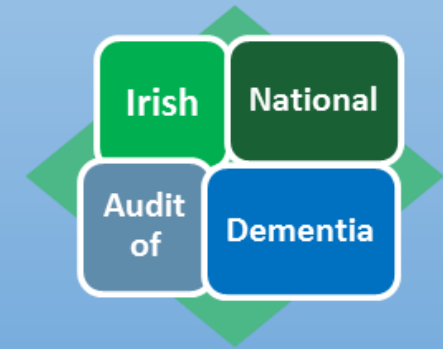 Irish
National
Audit
of
Dementia